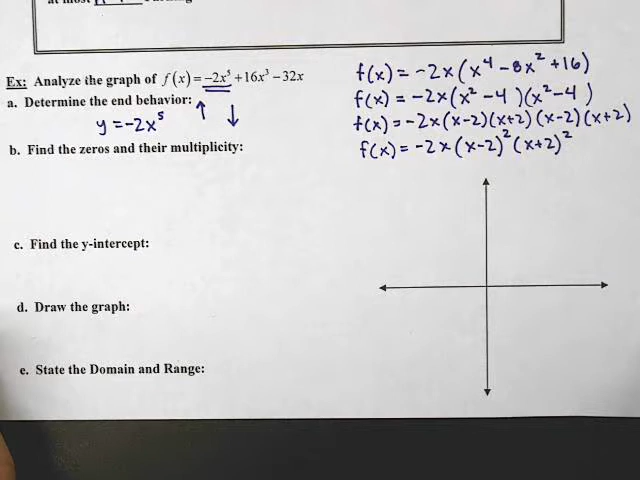 Ex: Analyze the graph of f(x)=−2x⁵+16x³−32x
a. Determine the end behavior: ↑ ↓
y=-2x⁵
b. Find the zeros and their multiplicity:
c. Find the y-intercept:
d. Draw the graph:
e. State the Domain and Range:
f(x) = -2x(x⁴-8x²+16)
f(x) = -2x(x²-4)(x²-4)
f(x) = -2x(x-2)(x+2)(x-2)(x+2)
f(x) = -2x(x-2)²(x+2)²